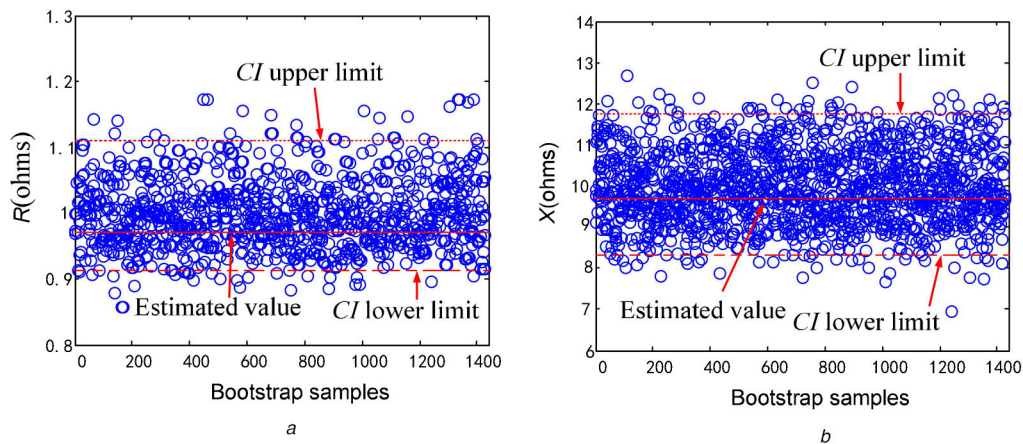 1. 3
1.2
1.1
1
0.9
0. 8
R(ohms)
CI upper limit
Estimated value
CI lower limit
0 200 400 600 800 1000 1200 1400
Bootstrap samples
a
14
13
12
11
10
9
8
7
6
X(ohms)
CI upper limit
Estimated value
CI lower limit
0 200 400 600 800 1000 1200 1400
Bootstrap samples
b